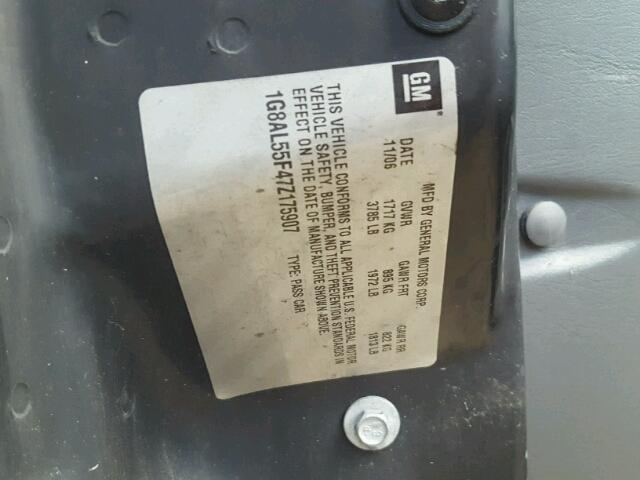 GM
MFD BY GENERAL MOTORS CORP.
DATE GVWR GAWR FRT GAWR RR
11/06 1717 KG 895 KG 822 KG
3785 LB 1972 LB 1813 LB
THIS VEHICLE CONFORMS TO ALL APPLICABLE U.S. FEDERAL MOTOR
VEHICLE SAFETY, BUMPER, AND THEFT PREVENTION STANDARDS IN
EFFECT ON THE DATE OF MANUFACTURE SHOWN ABOVE.
1G8AL55F47Z175907 TYPE: PASS CAR